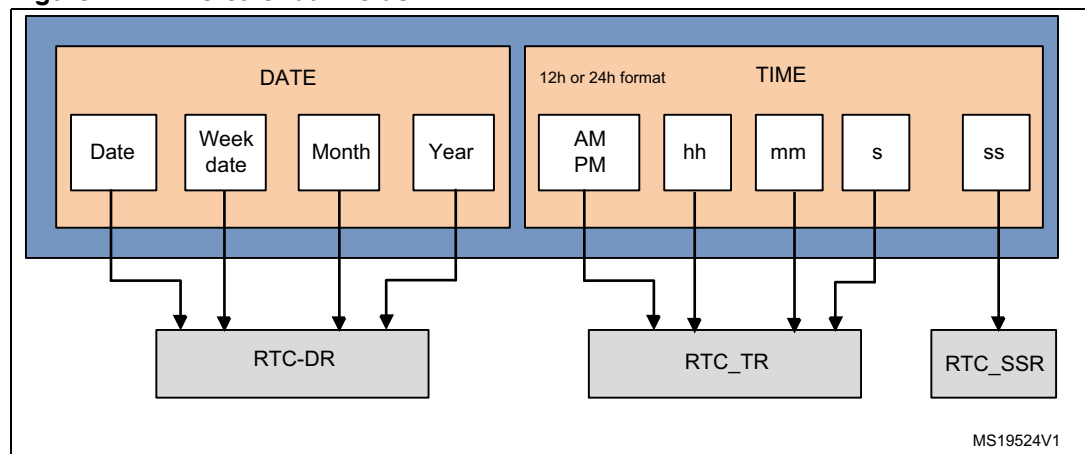 DATE
12h or 24h format
TIME
Date
Week
date
Month
Year
AM
PM
hh
mm
s
ss
RTC-DR
RTC_TR
RTC_SSR
MS19524V1